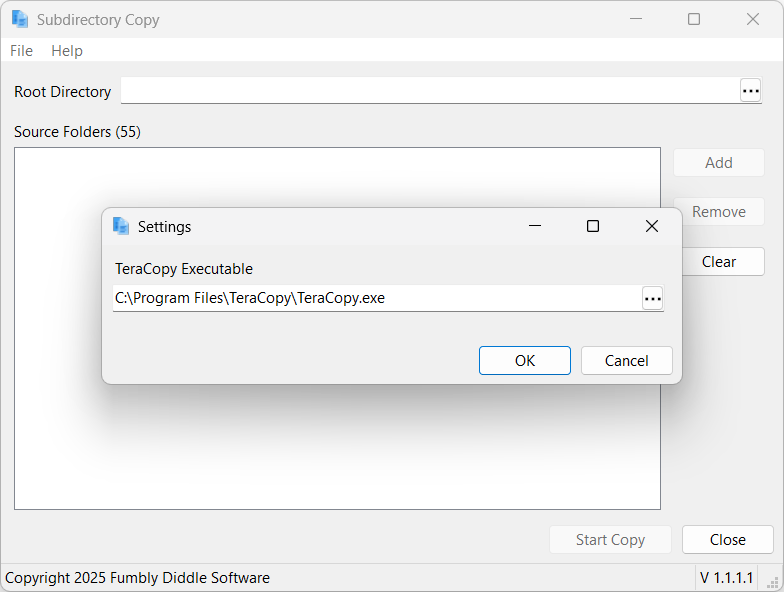 Subdirectory Copy
File Help
Root Directory
Source Folders (55)
Add
Remove
Clear
Settings
TeraCopy Executable
C:\Program Files\TeraCopy\TeraCopy.exe
OK Cancel
Start Copy Close
Copyright 2025 Fumbly Diddle Software V 1.1.1.1